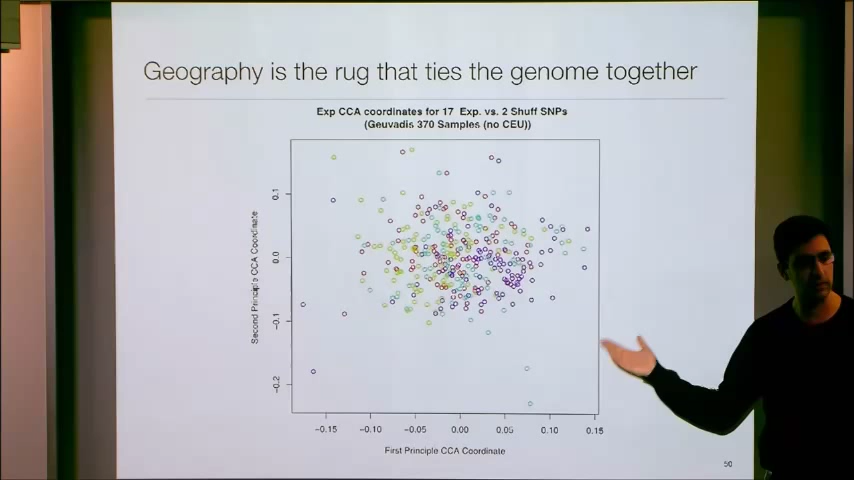 Geography is the rug that ties the genome together
Exp CCA coordinates for 17 Exp. vs. 2 Shuff SNPs
(Geuvadis 370 Samples (no CEU))
Second Principle CCA Coordinate
0.1
0.0
−0.1
−0.2
−0.15 −0.10 −0.05 0.00 0.05 0.10 0.15
First Principle CCA Coordinate
50